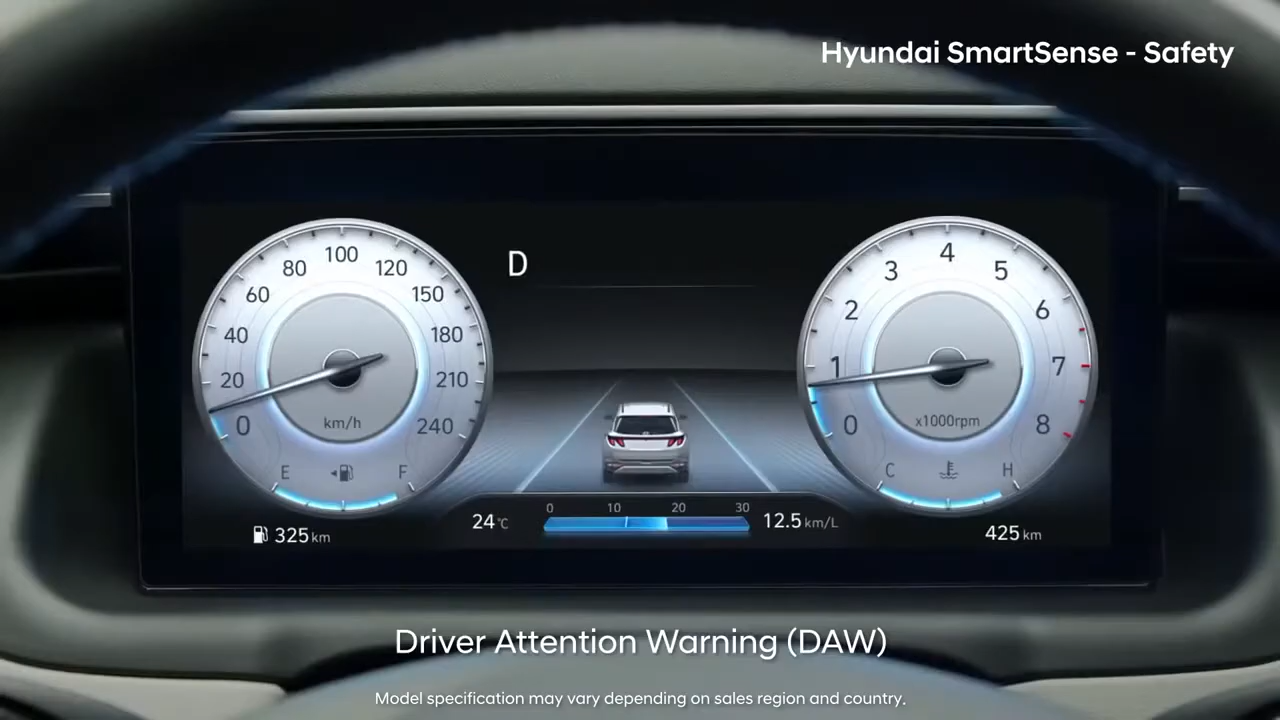 Hyundai SmartSense - Safety
0
20
40
60
80
100
120
150
180
210
240
km/h
E
F
D
0
1
2
3
4
5
6
7
8
x1000rpm
C
H
325 km
24°C
0 10 20 30
12.5 km/L
425 km
Driver Attention Warning (DAW)
Model specification may vary depending on sales region and country.